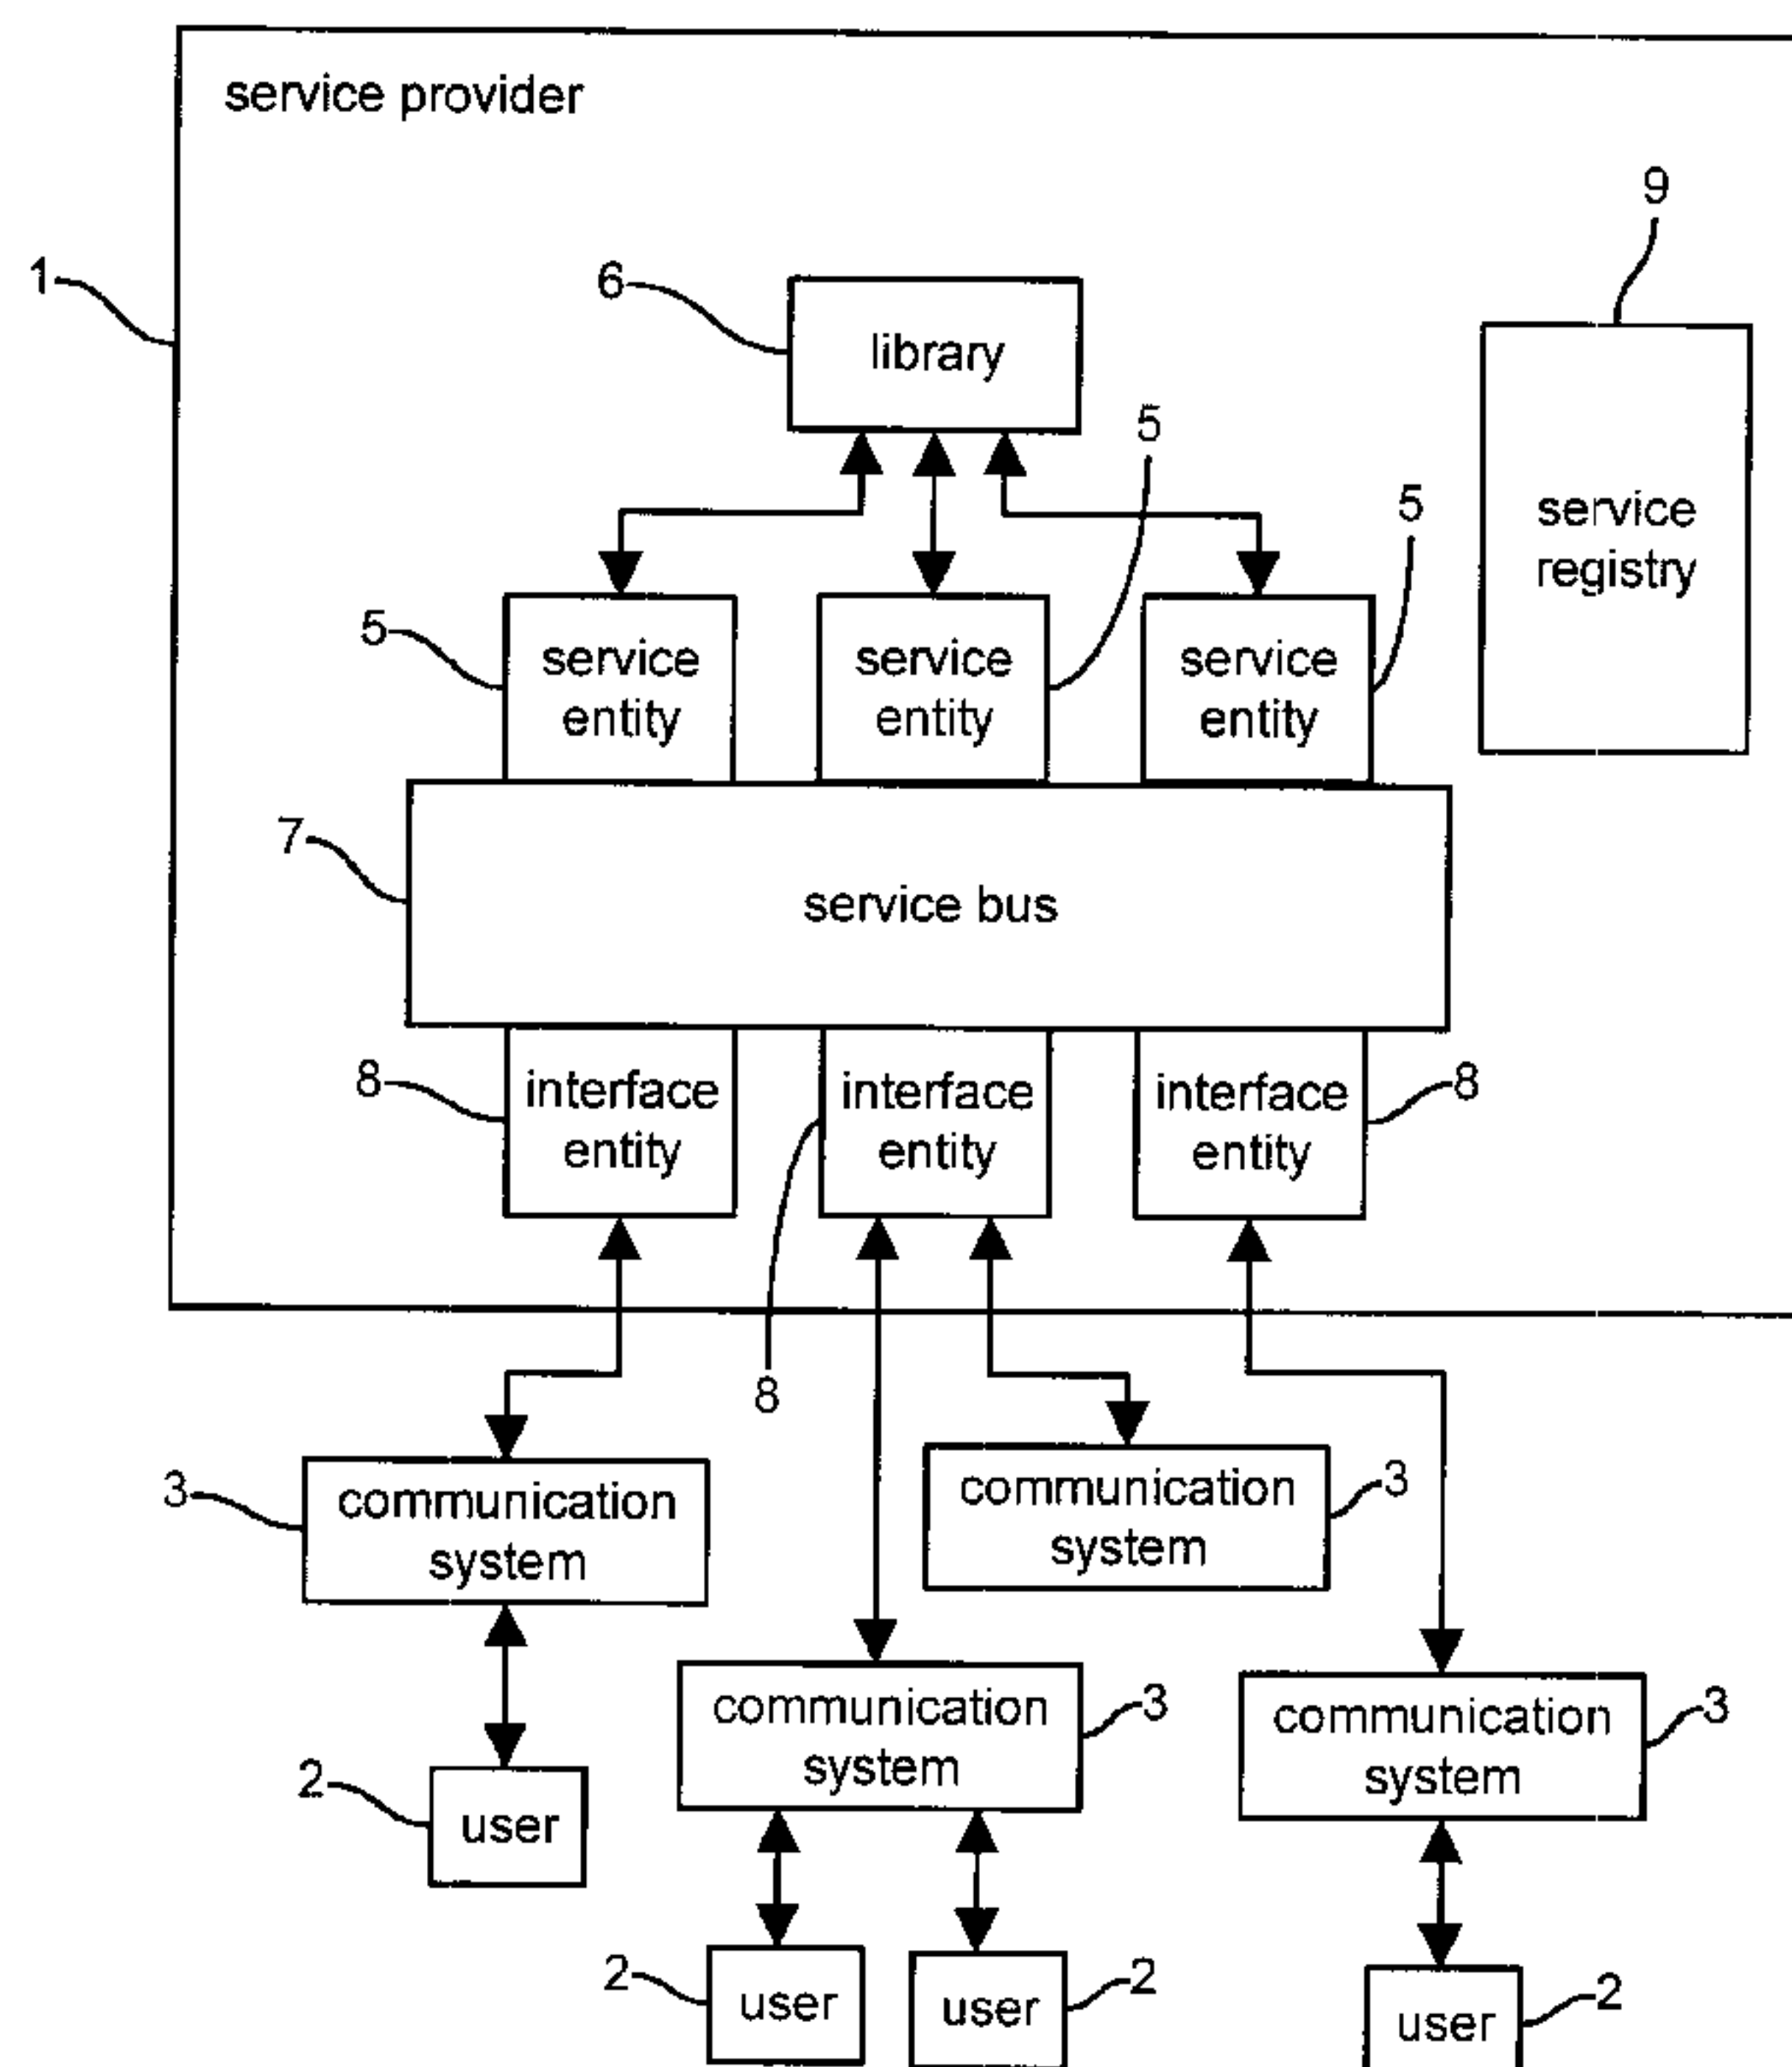 service provider
9
1
6
library
5
5
service
registry
5
service
entity
service
entity
service
entity
7
service bus
8
interface
entity
interface
entity
interface
entity
8
8
3
communication
system
communication
system
3
communication
system
3
communication
system
3
2
user
2
user
user
2
user
2